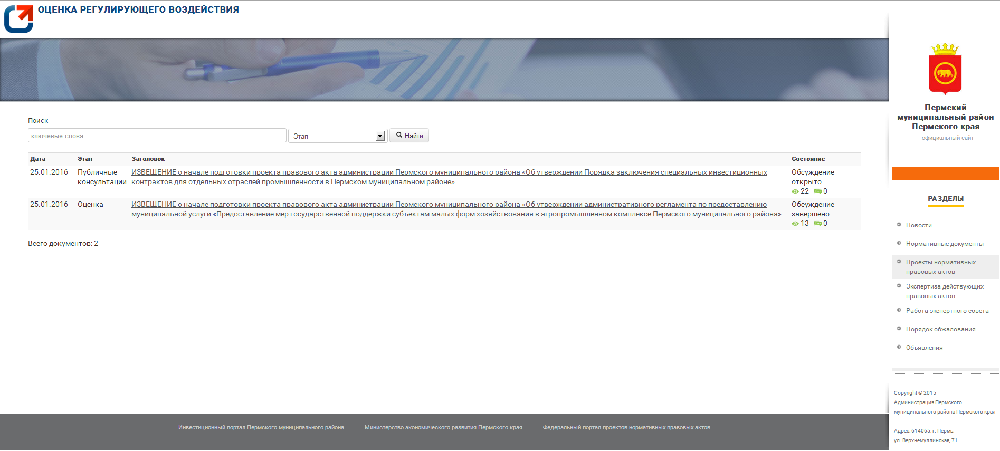 ОЦЕНКА РЕГУЛИРУЮЩЕГО ВОЗДЕЙСТВИЯ
Поиск
ключевые слова
Этап
Найти
Дата Этап Заголовок Состояние
25.01.2016 Публичные ИЗВЕЩЕНИЕ о начале подготовки проекта правового акта администрации Пермского муниципального района «Об утверждении Порядка заключения специальных инвестиционных Обсуждение
консультации контрактов для отдельных отраслей промышленности в Пермском муниципальном районе» открыто
22 0
25.01.2016 Оценка ИЗВЕЩЕНИЕ о начале подготовки проекта правового акта администрации Пермского муниципального района «Об утверждении административного регламента по предоставлению Обсуждение
муниципальной услуги «Предоставление мер государственной поддержки субъектам малых форм хозяйствования в агропромышленном комплексе Пермского муниципального района» завершено
13 0
Всего документов: 2
Пермский
муниципальный район
Пермского края
официальный сайт
РАЗДЕЛЫ
Новости
Нормативные документы
Проекты нормативных
правовых актов
Экспертиза действующих
правовых актов
Работа экспертного совета
Порядок обжалования
Объявления
Copyright © 2015
Администрация Пермского
муниципального района Пермского края
Адрес: 614065, г. Пермь,
ул. Верхнемуллинская, 71
Инвестиционный портал Пермского муниципального района Министерство экономического развития Пермского края Федеральный портал проектов нормативных правовых актов